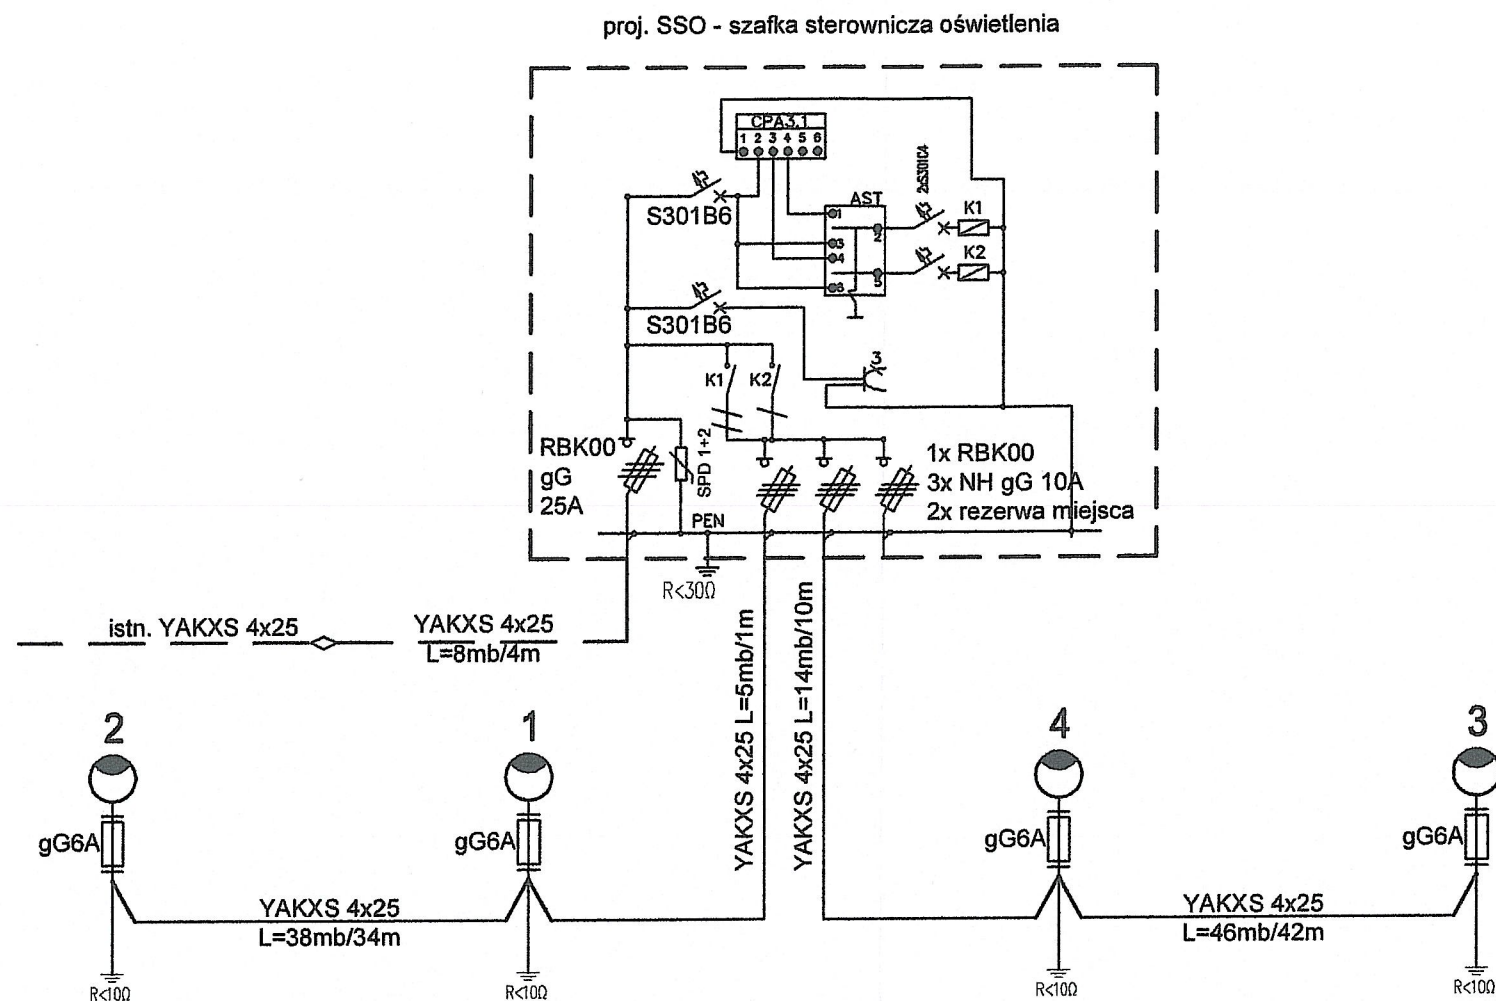 proj. SSO - szafka sterownicza oświetlenia
CPA3.1
1 2 3 4 5 6
S301B6
AST
1
2
3
4
5
6
2xS301C4
K1
K2
S301B6
3
K1
K2
RBK00
gG
25A
SPD 1+2
1x RBK00
3x NH gG 10A
2x rezerwa miejsca
PEN
R<30Ω
istn. YAKXS 4x25
YAKXS 4x25
L=8mb/4m
YAKXS 4x25 L=5mb/1m
YAKXS 4x25 L=14mb/10m
2
1
4
3
gG6A
gG6A
gG6A
gG6A
YAKXS 4x25
L=38mb/34m
YAKXS 4x25
L=46mb/42m
R<10Ω
R<10Ω
R<10Ω
R<10Ω